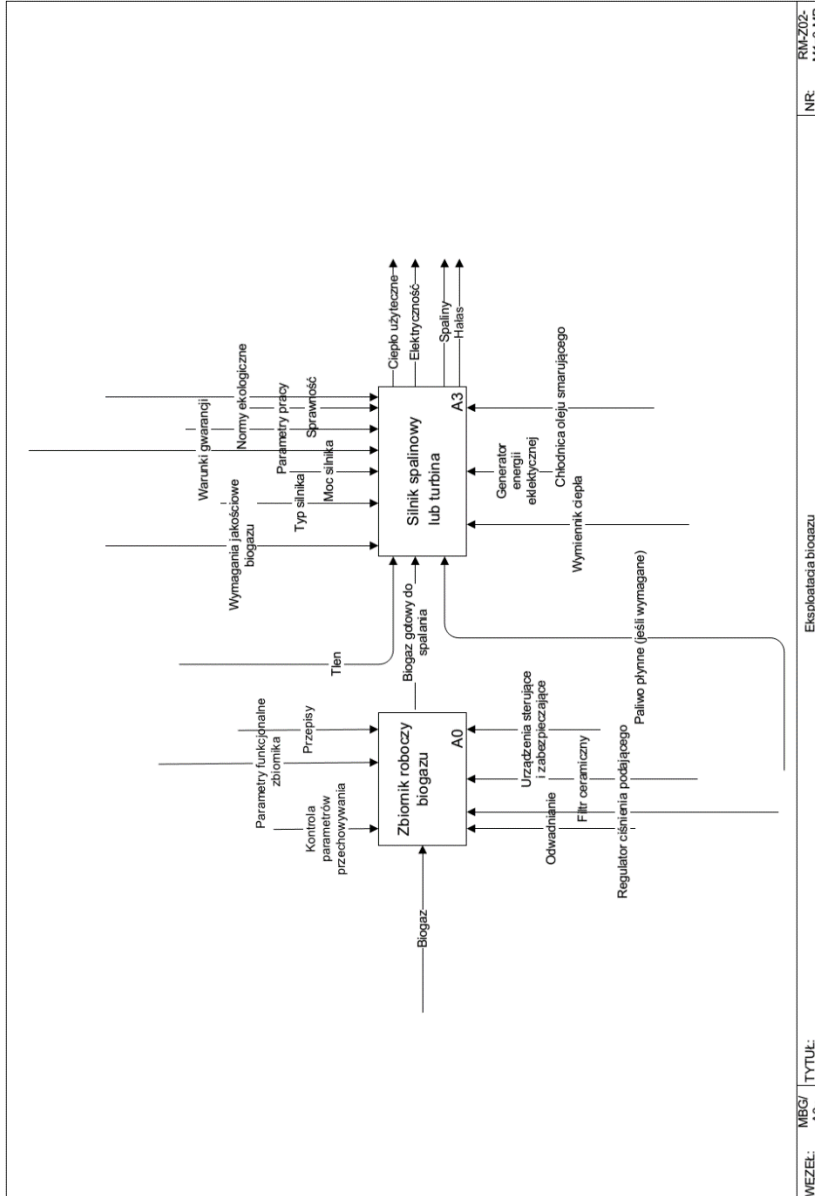 Warunki gwarancji
Normy ekologiczne
Parametry pracy
Sprawność
Wymagania jakościowe
biogazu
Typ silnika
Moc silnika
Tlen
Parametry funkcjonalne
zbiornika
Przepisy
Kontrola
parametrów
przechowywania
Biogaz
Zbiornik roboczy
biogazu
A0
Biogaz gotowy do
spalania
Silnik spalinowy
lub turbina
A3
Ciepło użyteczne
Elektryczność
Spaliny
Hałas
Odwadnianie
Urządzenia sterujące
i zabezpieczające
Filtr ceramiczny
Regulator ciśnienia podającego
Paliwo płynne (jeśli wymagane)
Wymiennik ciepła
Generator
energii
eklektycznej
Chłodnica oleju smarującego
WĘZEŁ:
MBG/
TYTUŁ:
Eksploatacja biogazu
NR:
RM-Z02-